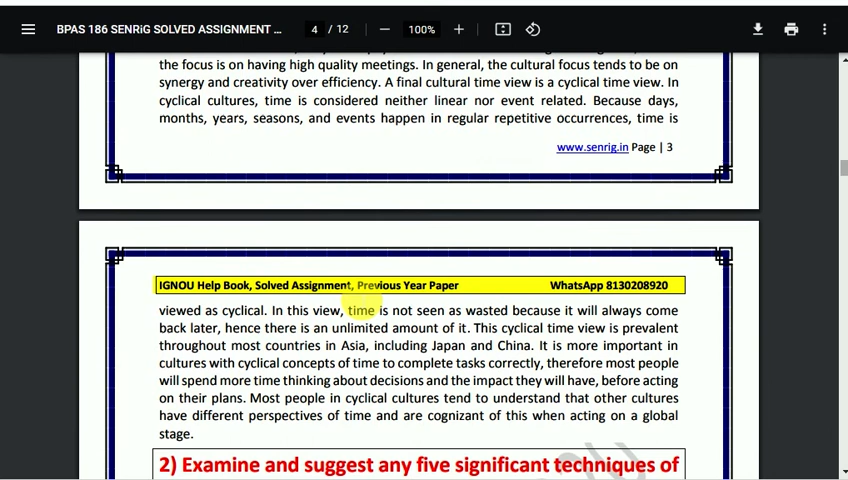 BPAS 186 SENRiG SOLVED ASSIGNMENT ...
4 / 12
100%
the focus is on having high quality meetings. In general, the cultural focus tends to be on
synergy and creativity over efficiency. A final cultural time view is a cyclical time view. In
cyclical cultures, time is considered neither linear nor event related. Because days,
months, years, seasons, and events happen in regular repetitive occurrences, time is
www.senrig.in Page | 3
IGNOU Help Book, Solved Assignment, Previous Year Paper WhatsApp 8130208920
viewed as cyclical. In this view, time is not seen as wasted because it will always come
back later, hence there is an unlimited amount of it. This cyclical time view is prevalent
throughout most countries in Asia, including Japan and China. It is more important in
cultures with cyclical concepts of time to complete tasks correctly, therefore most people
will spend more time thinking about decisions and the impact they will have, before acting
on their plans. Most people in cyclical cultures tend to understand that other cultures
have different perspectives of time and are cognizant of this when acting on a global
stage.
2) Examine and suggest any five significant techniques of